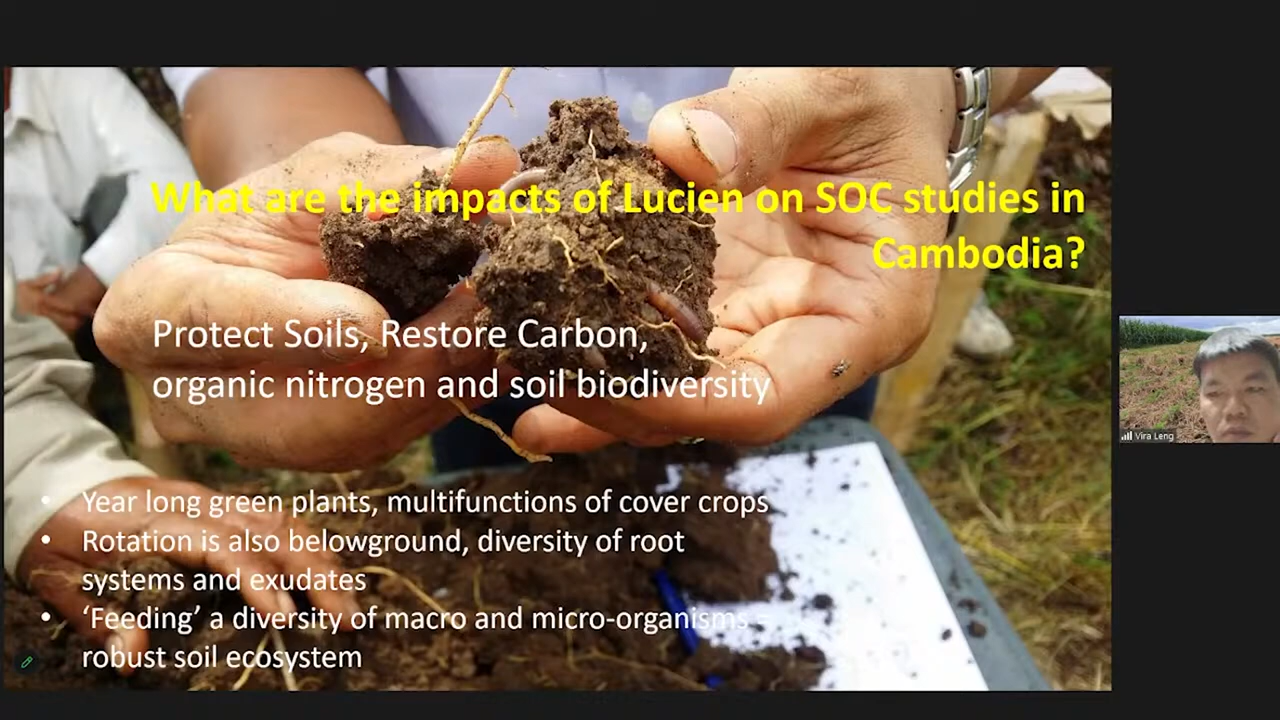 What are the impacts of Lucien on SOC studies in
Cambodia?
Protect Soils, Restore Carbon,
organic nitrogen and soil biodiversity
• Year long green plants, multifunctions of cover crops
• Rotation is also belowground, diversity of root
systems and exudates
• ‘Feeding’ a diversity of macro and micro-organisms =
robust soil ecosystem
Vira Leng